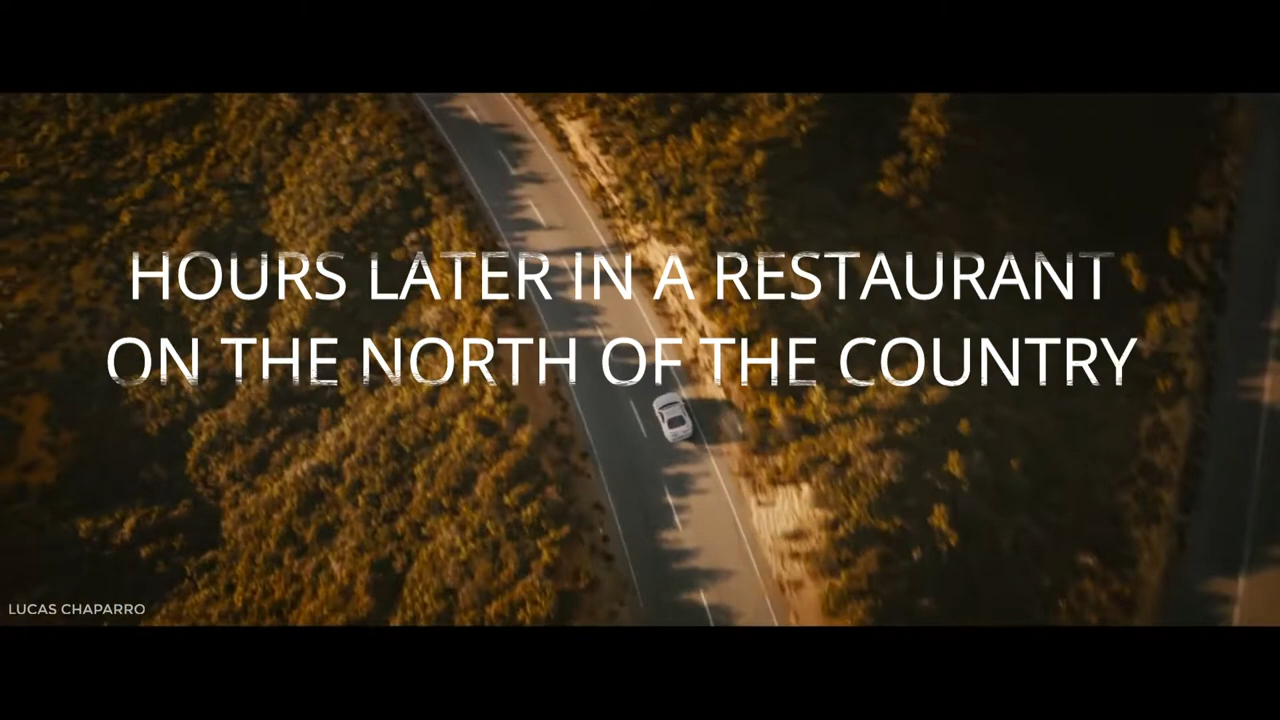 HOURS LATER IN A RESTAURANT
ON THE NORTH OF THE COUNTRY
LUCAS CHAPARRO